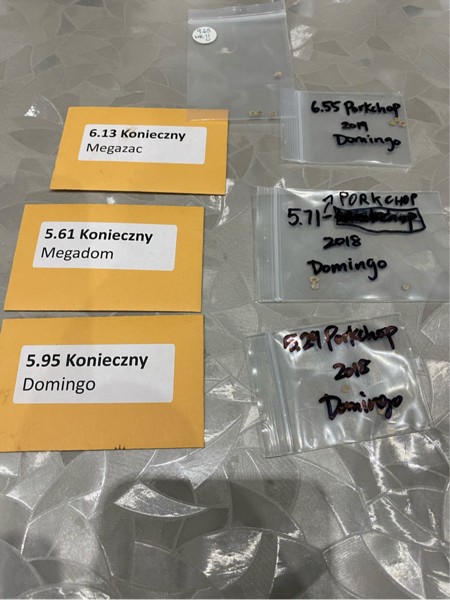 6.13 Konieczny
Megazac
5.61 Konieczny
Megadom
5.95 Konieczny
Domingo
6.55 Porkchop
2019
Domingo
PORKCHOP
5.71-
2018
Domingo
5.29 Porkchop
2018
Domingo